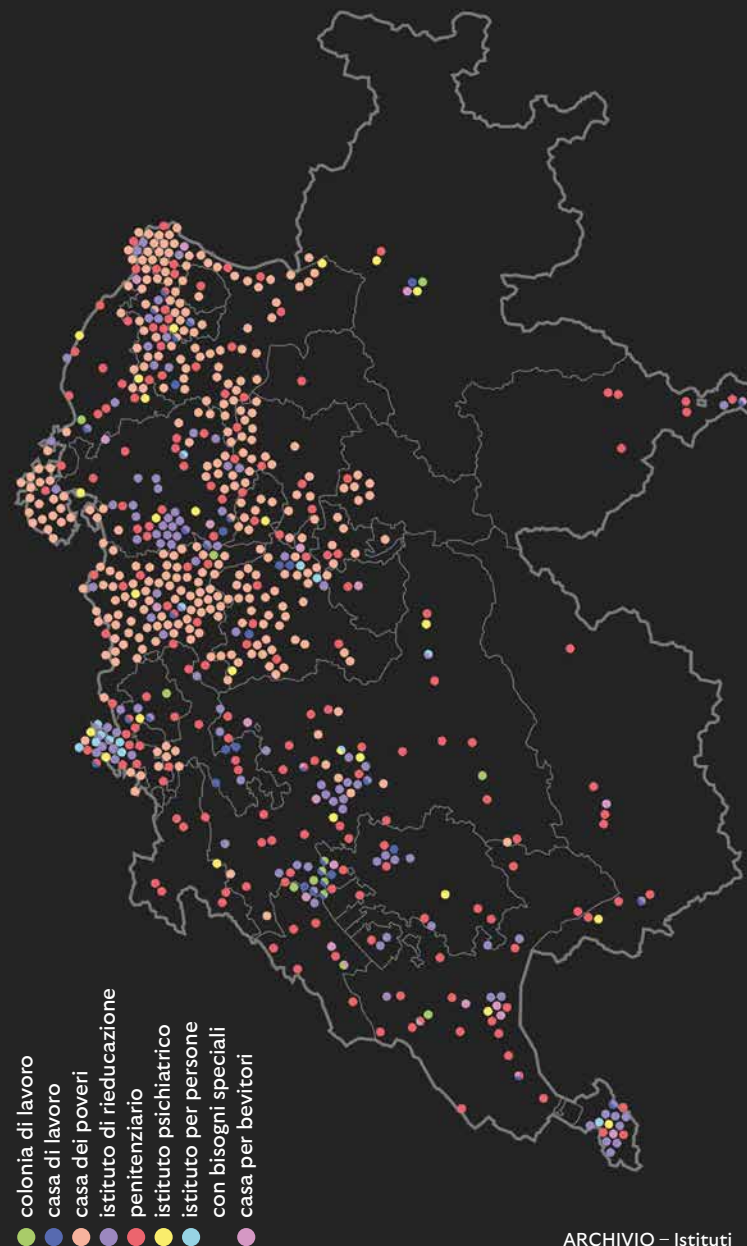 colonia di lavoro
casa di lavoro
casa dei poveri
istituto di rieducazione
penitenziario
istituto psichiatrico
istituto per persone
con bisogni speciali
casa per bevitori
ARCHIVIO – Istituti